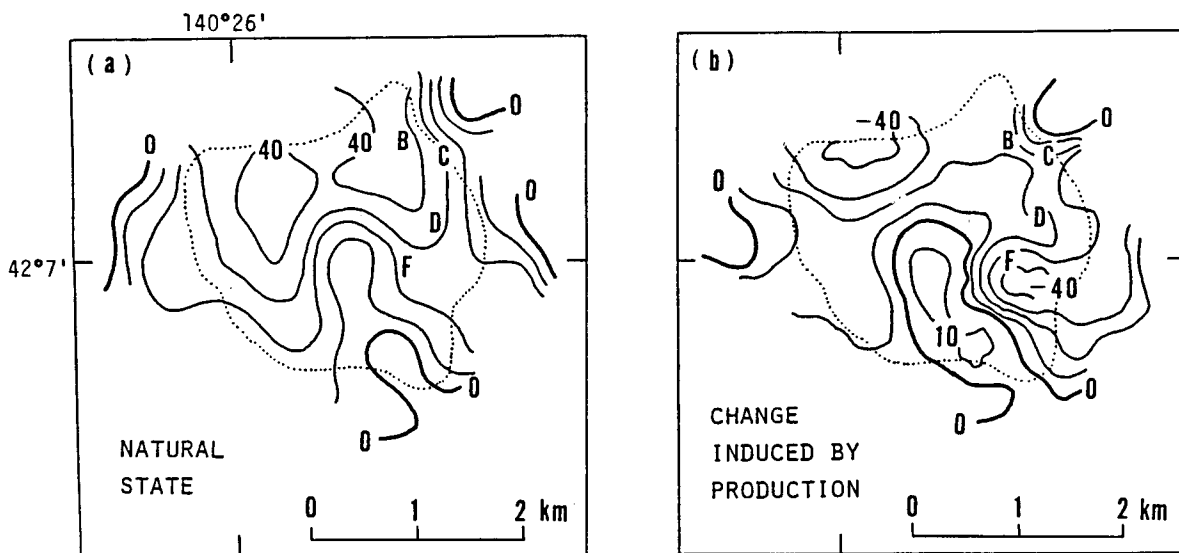 140°26'
(a)
0
40
40
B
C
0
D
0
42°7'
F
0
0
NATURAL
STATE
0 1 2 km
(b)
-40
B
C
0
0
D
F
-40
10
0
0
CHANGE
INDUCED BY
PRODUCTION
0 1 2 km